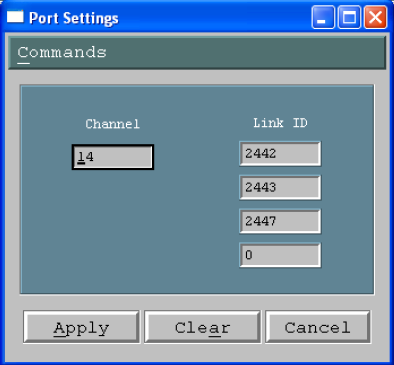 Port Settings
Commands
Channel
Link ID
14
2442
2443
2447
0
Apply
Clear
Cancel